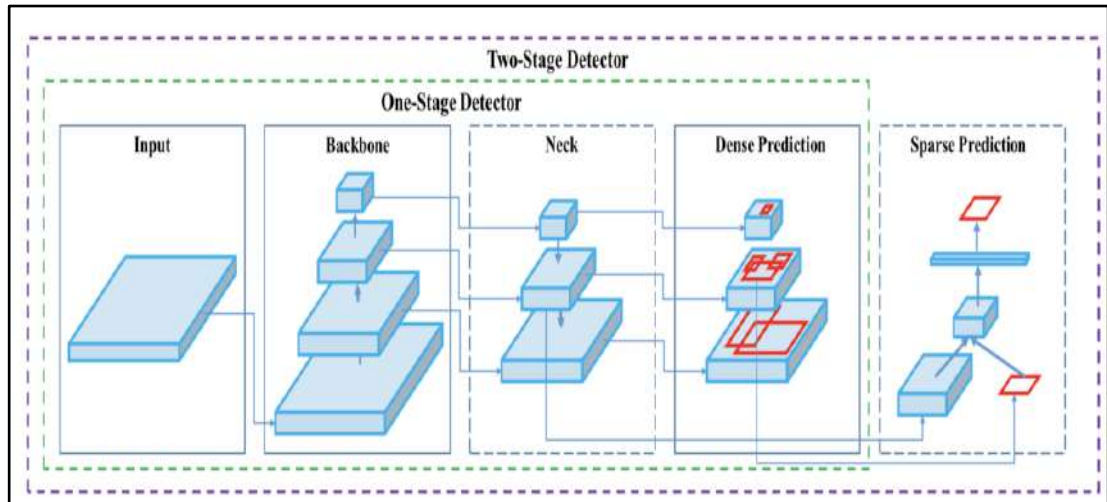 Two-Stage Detector
One-Stage Detector
Input
Backbone
Neck
Dense Prediction
Sparse Prediction